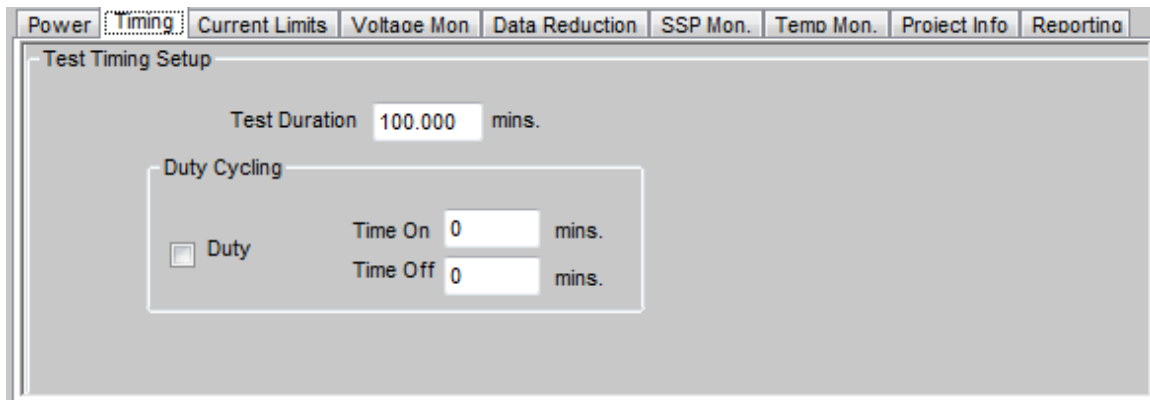 Power Timing Current Limits Voltage Mon Data Reduction SSP Mon. Temp Mon. Project Info Reporting
Test Timing Setup
Test Duration 100.000 mins.
Duty Cycling
Time On 0 mins.
Duty
Time Off 0 mins.